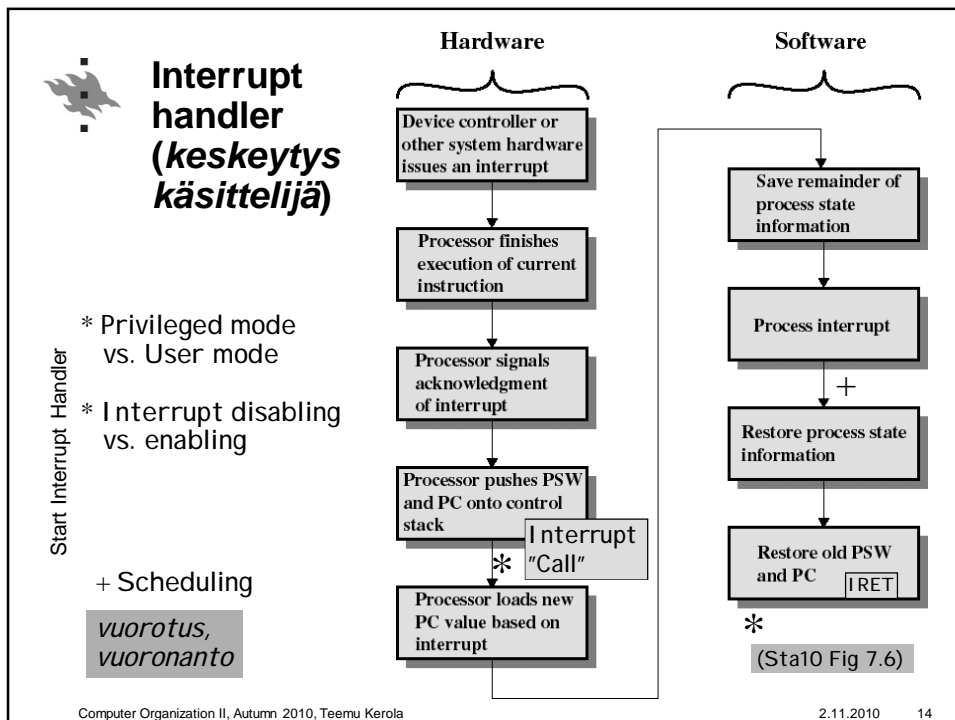 Interrupt
handler
(keskeytys
käsittelijä)
* Privileged mode
vs. User mode
* Interrupt disabling
vs. enabling
Start Interrupt Handler
+ Scheduling
vuorotus,
vuoronanto
Hardware
Device controller or
other system hardware
issues an interrupt
Processor finishes
execution of current
instruction
Processor signals
acknowledgment
of interrupt
Processor pushes PSW
and PC onto control
stack
Interrupt
"Call"
*
Processor loads new
PC value based on
interrupt
Software
Save remainder of
process state
information
Process interrupt
+
Restore process state
information
Restore old PSW
and PC
IRET
*
(Sta10 Fig 7.6)
Computer Organization II, Autumn 2010, Teemu Kerola 2.11.2010 14